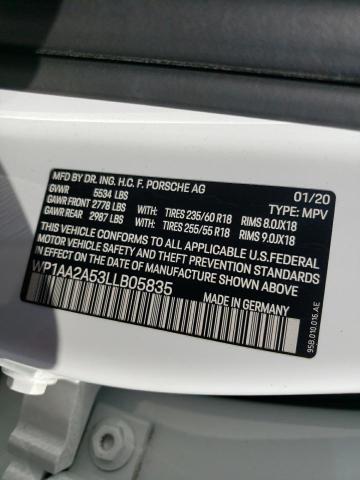 MFD BY DR. ING. H.C. F. PORSCHE AG 01/20
GVWR 5534 LBS TYPE: MPV
GAWR FRONT 2778 LBS WITH: TIRES 235/60 R18 RIMS 8.0JX18
GAWR REAR 2987 LBS WITH: TIRES 255/55 R18 RIMS 9.0JX18
THIS VEHICLE CONFORMS TO ALL APPLICABLE U.S.FEDERAL
MOTOR VEHICLE SAFETY AND THEFT PREVENTION STANDARDS IN
EFFECT ON THE DATE OF MANUFACTURE SHOWN ABOVE.
WP1AA2A53LLB05835 MADE IN GERMANY
95B.010.016.AE